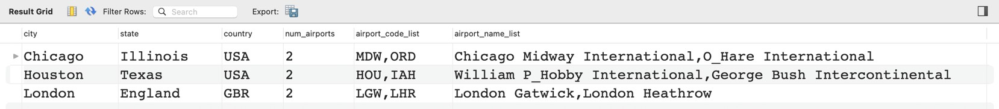 Result Grid Filter Rows: Search Export:
city state country num_airports airport_code_list airport_name_list
Chicago Illinois USA 2 MDW,ORD Chicago Midway International,O_Hare International
Houston Texas USA 2 HOU,IAH William P_Hobby International,George Bush Intercontinental
London England GBR 2 LGW,LHR London Gatwick,London Heathrow